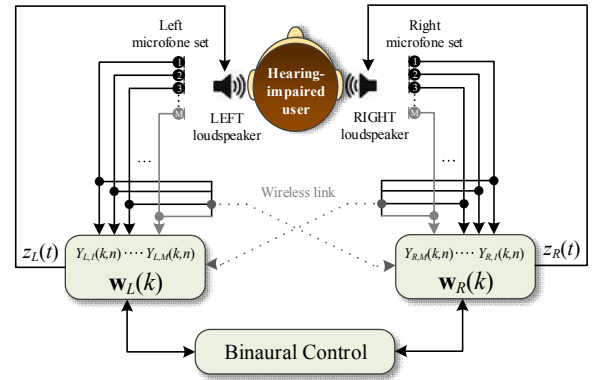 Left
microfone set
Right
microfone set
1
2
3
M
Hearing-
impaired
user
1
2
3
M
LEFT
loudspeaker
RIGHT
loudspeaker
...
...
Wireless link
z_L(t)
z_R(t)
Y_{L,1}(k,n) ···· Y_{L,M}(k,n)
w_L(k)
Y_{R,M}(k,n) ···· Y_{R,1}(k,n)
w_R(k)
Binaural Control